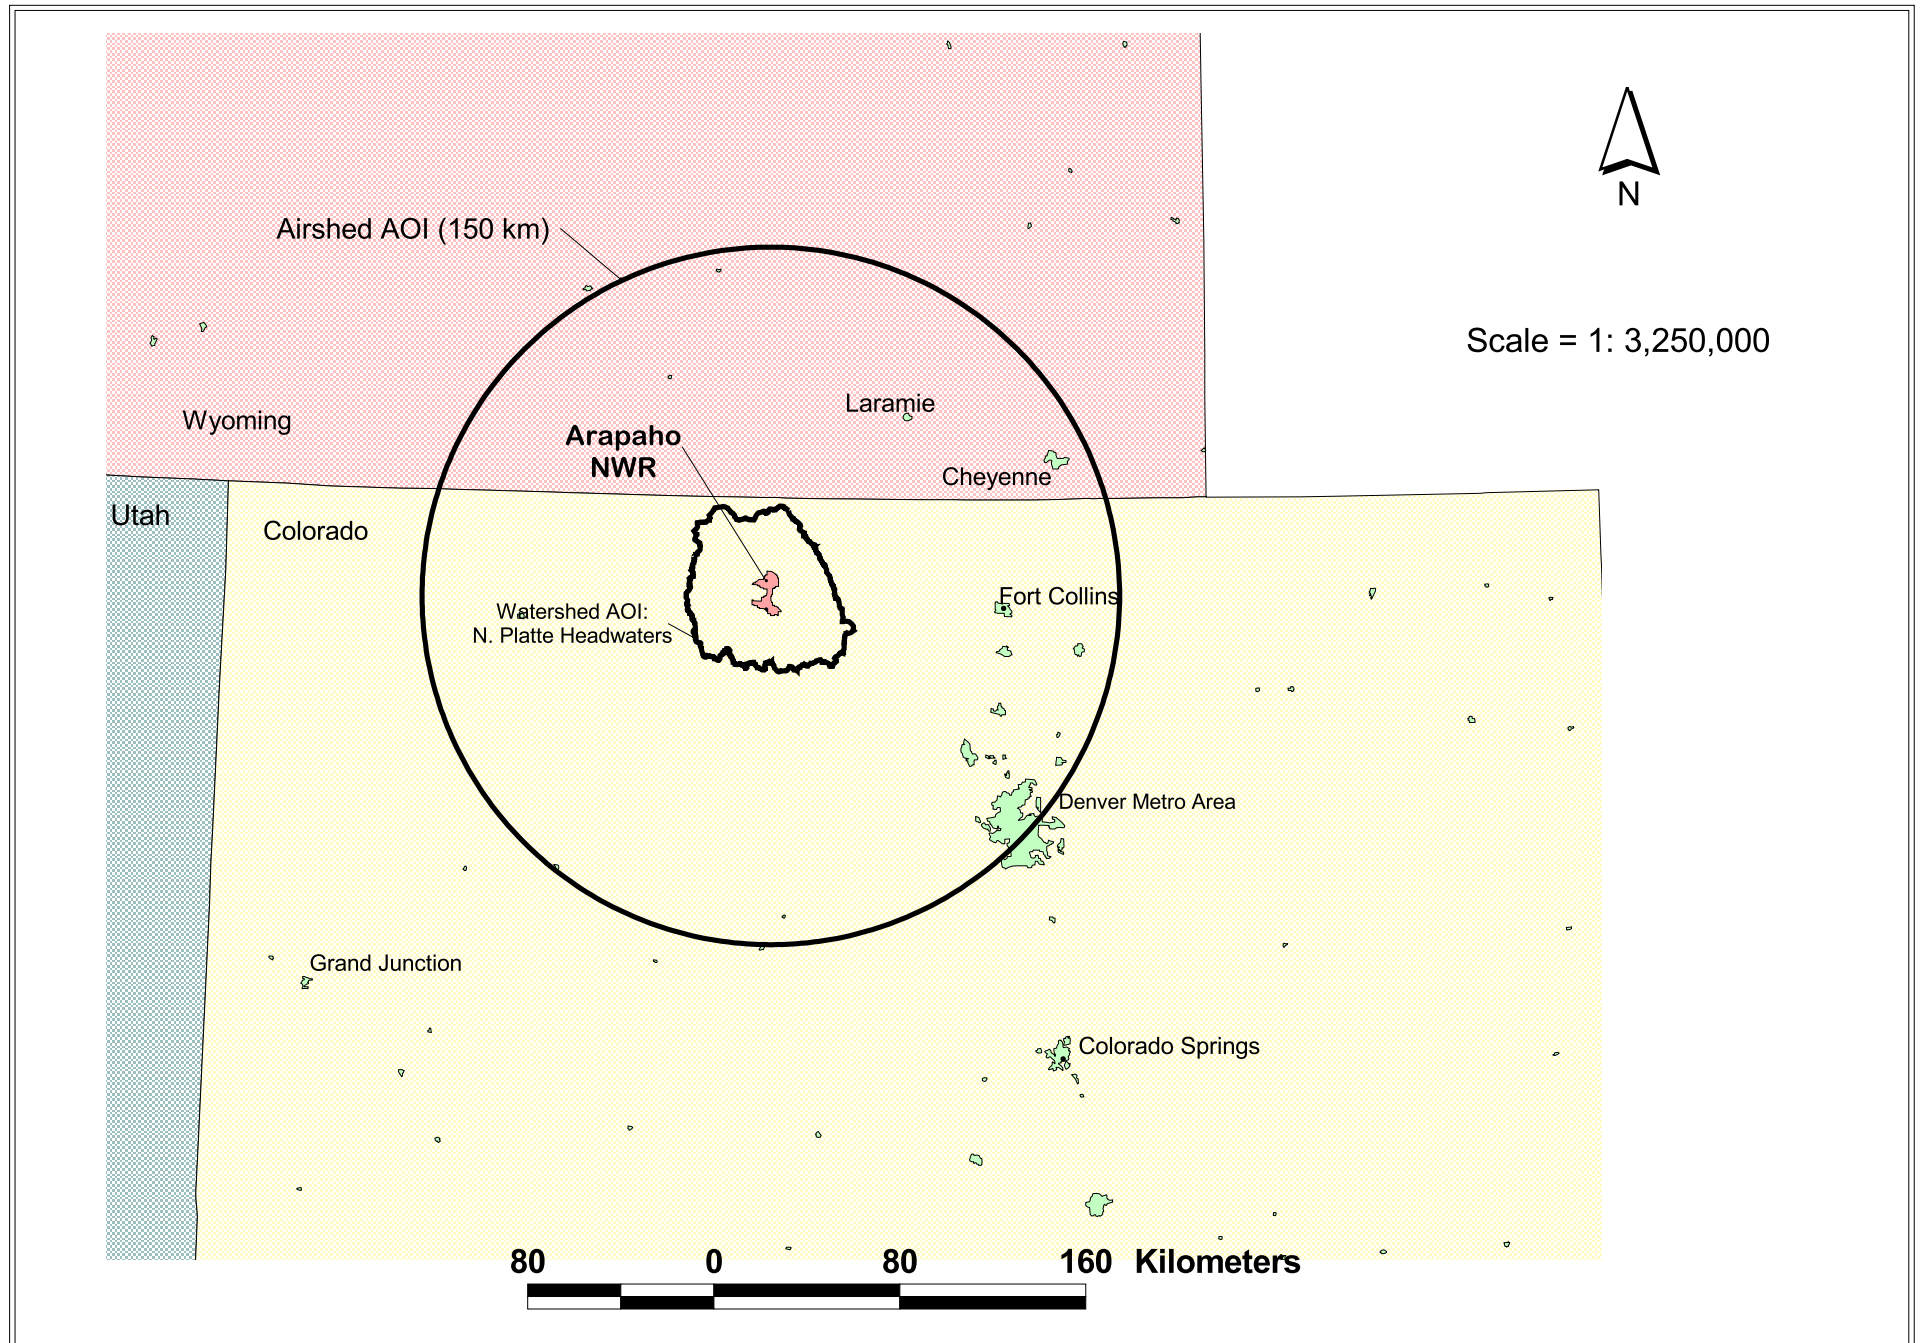 Airshed AOI (150 km)
N
Scale = 1: 3,250,000
Wyoming
Laramie
Arapaho
NWR
Cheyenne
Utah
Colorado
Fort Collins
Watershed AOI:
N. Platte Headwaters
Denver Metro Area
Grand Junction
Colorado Springs
80 0 80 160 Kilometers